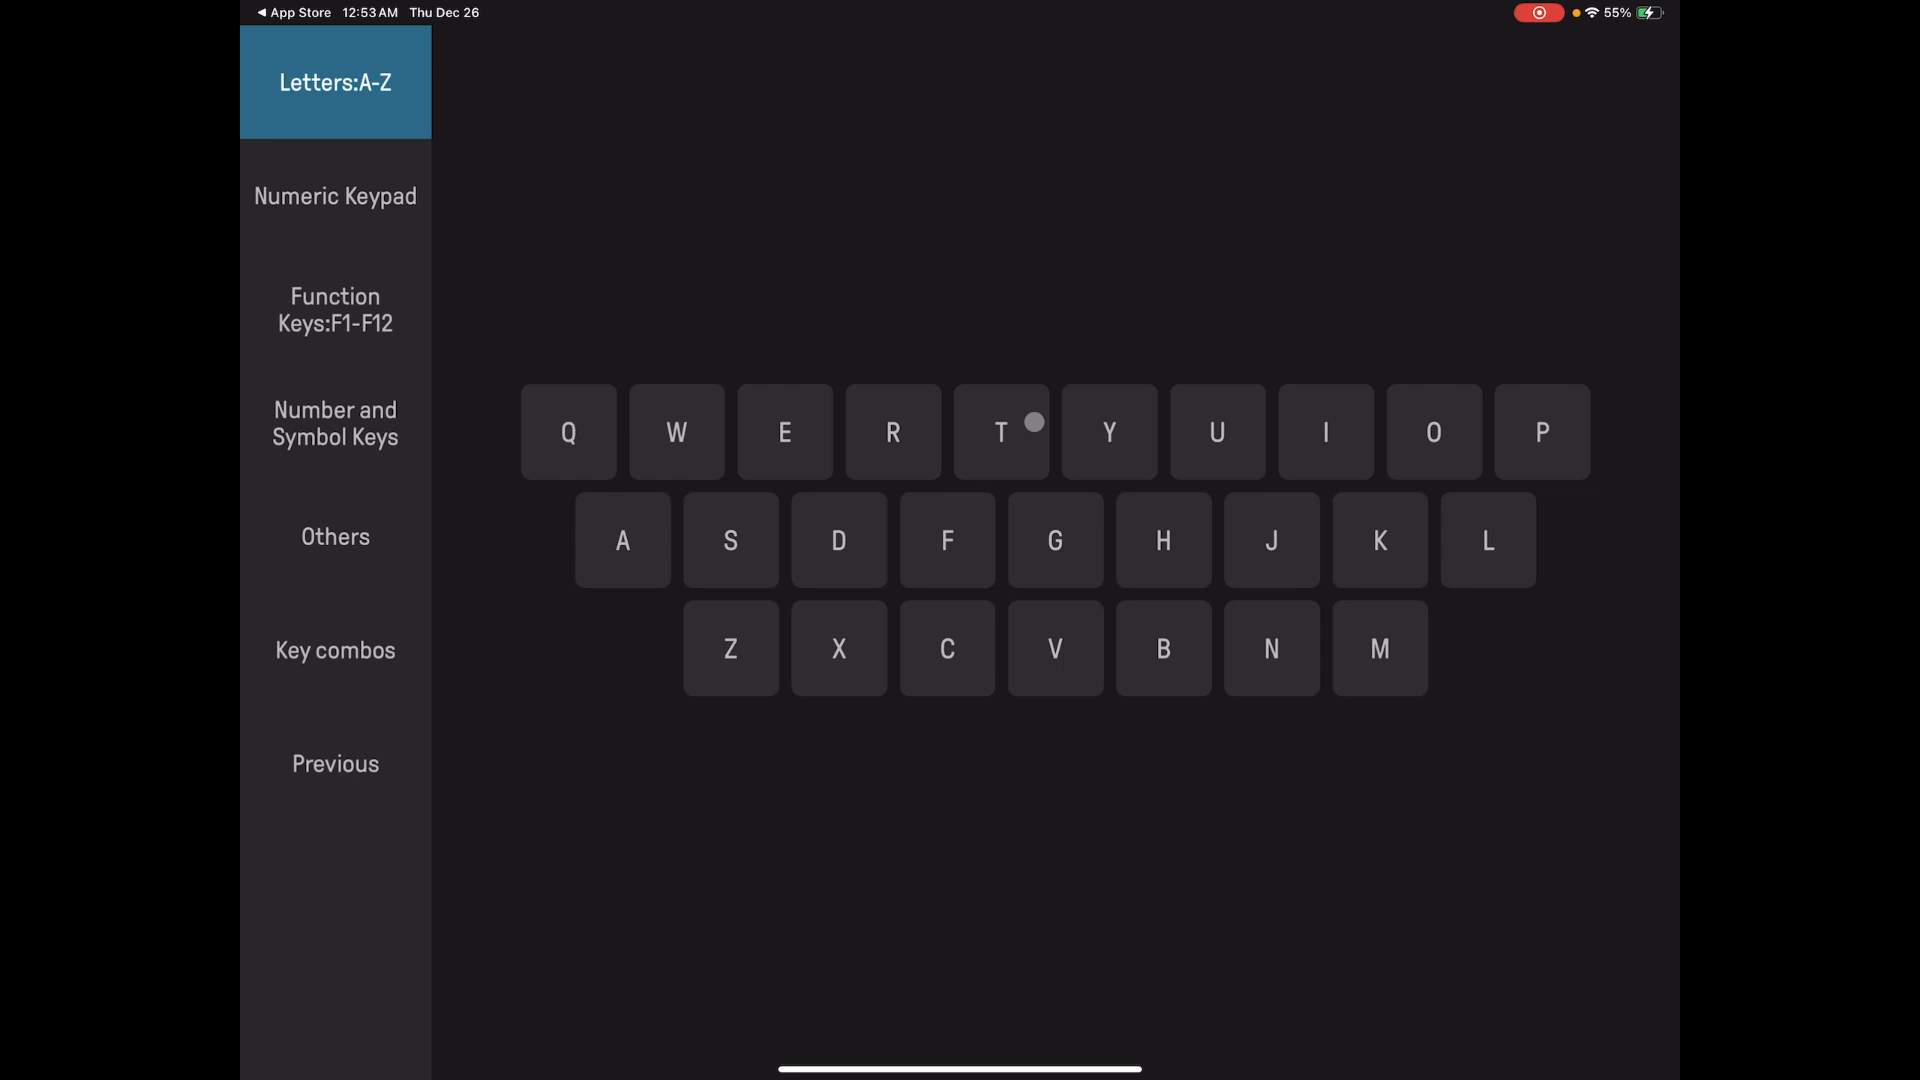 ◀ App Store 12:53 AM Thu Dec 26
55%
Letters:A-Z
Numeric Keypad
Function
Keys:F1-F12
Number and
Symbol Keys
Others
Key combos
Previous
Q W E R T Y U I O P
A S D F G H J K L
Z X C V B N M